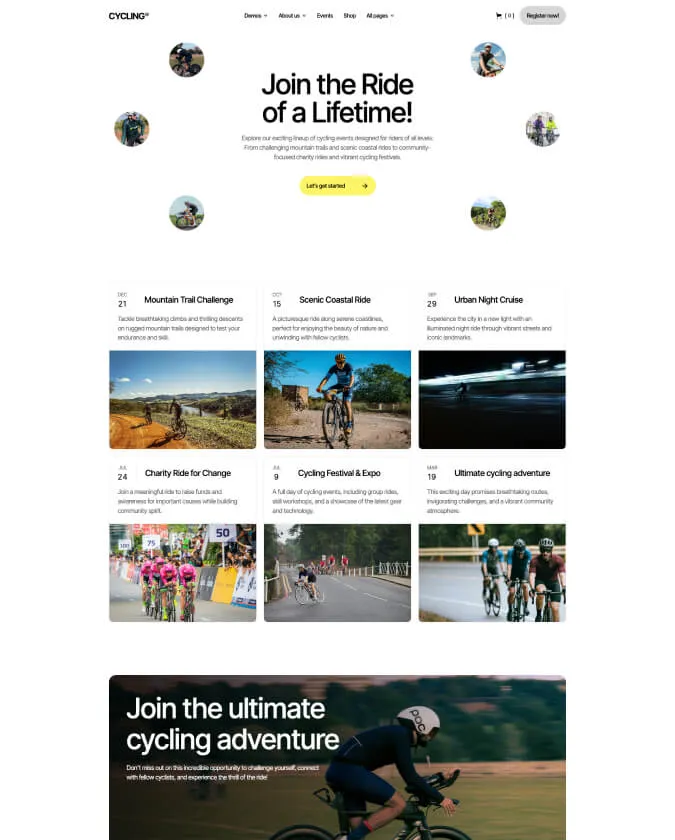 CYCLING®
Demos
About us
Events
Shop
All pages
[ 0 ]
Register now!
Join the Ride
of a Lifetime!
Explore our exciting lineup of cycling events designed for riders of all levels.
From challenging mountain trails and scenic coastal rides to community-
focused charity rides and vibrant cycling festivals.
Let's get started
DEC
21
Mountain Trail Challenge
Tackle breathtaking climbs and thrilling descents
on rugged mountain trails designed to test your
endurance and skill.
OCT
15
Scenic Coastal Ride
A picturesque ride along serene coastlines,
perfect for enjoying the beauty of nature and
unwinding with fellow cyclists.
SEP
29
Urban Night Cruise
Experience the city in a new light with an
illuminated night ride through vibrant streets and
iconic landmarks.
JUL
24
Charity Ride for Change
Join a meaningful ride to raise funds and
awareness for important causes while building
community spirit.
JUL
9
Cycling Festival & Expo
A full day of cycling events, including group rides,
skill workshops, and a showcase of the latest gear
and technology.
MAR
19
Ultimate cycling adventure
This exciting day promises breathtaking routes,
invigorating challenges, and a vibrant community
atmosphere.
100
75
50
Join the ultimate
cycling adventure
Don't miss out on this incredible opportunity to challenge yourself, connect
with fellow cyclists, and experience the thrill of the ride!
POC